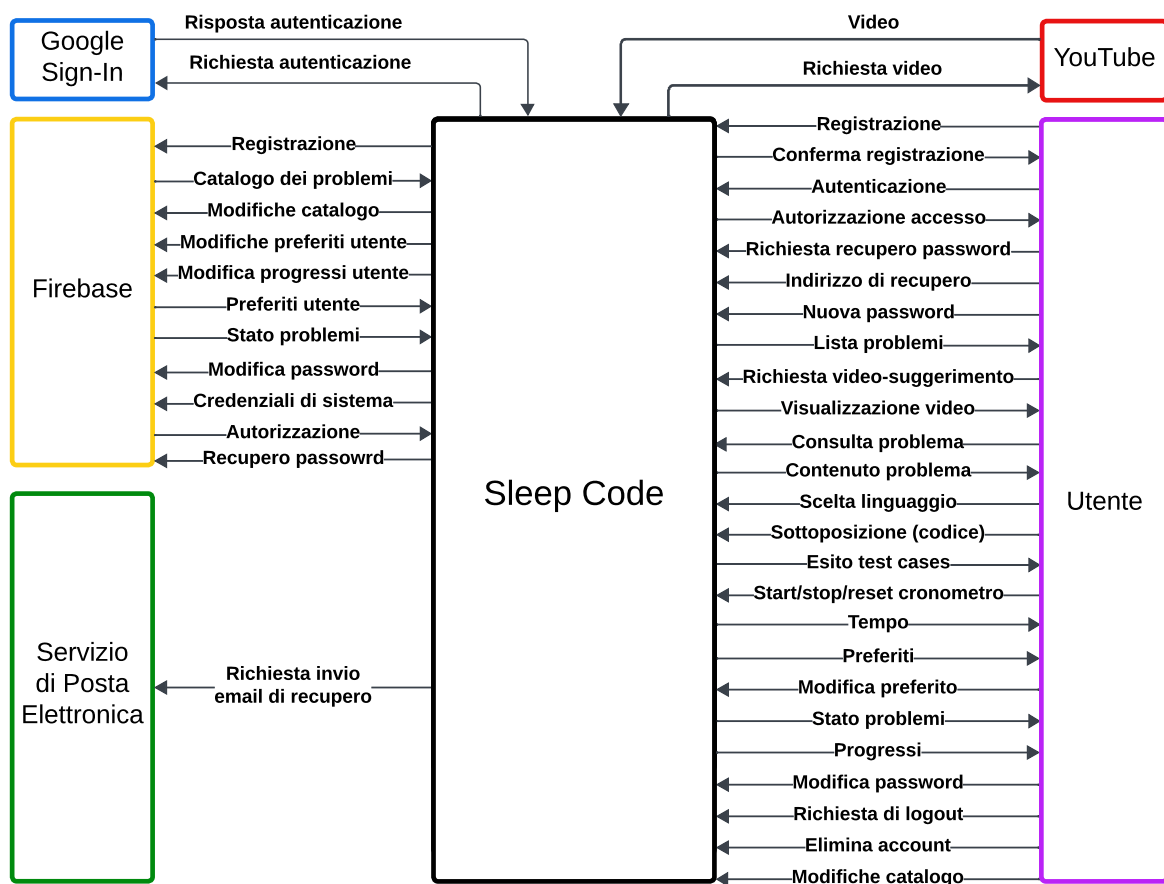 Risposta autenticazione
Google
Sign-In
Richiesta autenticazione
Video
YouTube
Richiesta video
Firebase
Registrazione
Catalogo dei problemi
Modifiche catalogo
Modifiche preferiti utente
Modifica progressi utente
Preferiti utente
Stato problemi
Modifica password
Credenziali di sistema
Autorizzazione
Recupero passowrd
Servizio
di Posta
Elettronica
Richiesta invio
email di recupero
Sleep Code
Registrazione
Conferma registrazione
Autenticazione
Autorizzazione accesso
Richiesta recupero password
Indirizzo di recupero
Nuova password
Lista problemi
Richiesta video-suggerimento
Visualizzazione video
Consulta problema
Contenuto problema
Scelta linguaggio
Sottoposizione (codice)
Esito test cases
Start/stop/reset cronometro
Tempo
Preferiti
Modifica preferito
Stato problemi
Progressi
Modifica password
Richiesta di logout
Elimina account
Modifiche catalogo
Utente